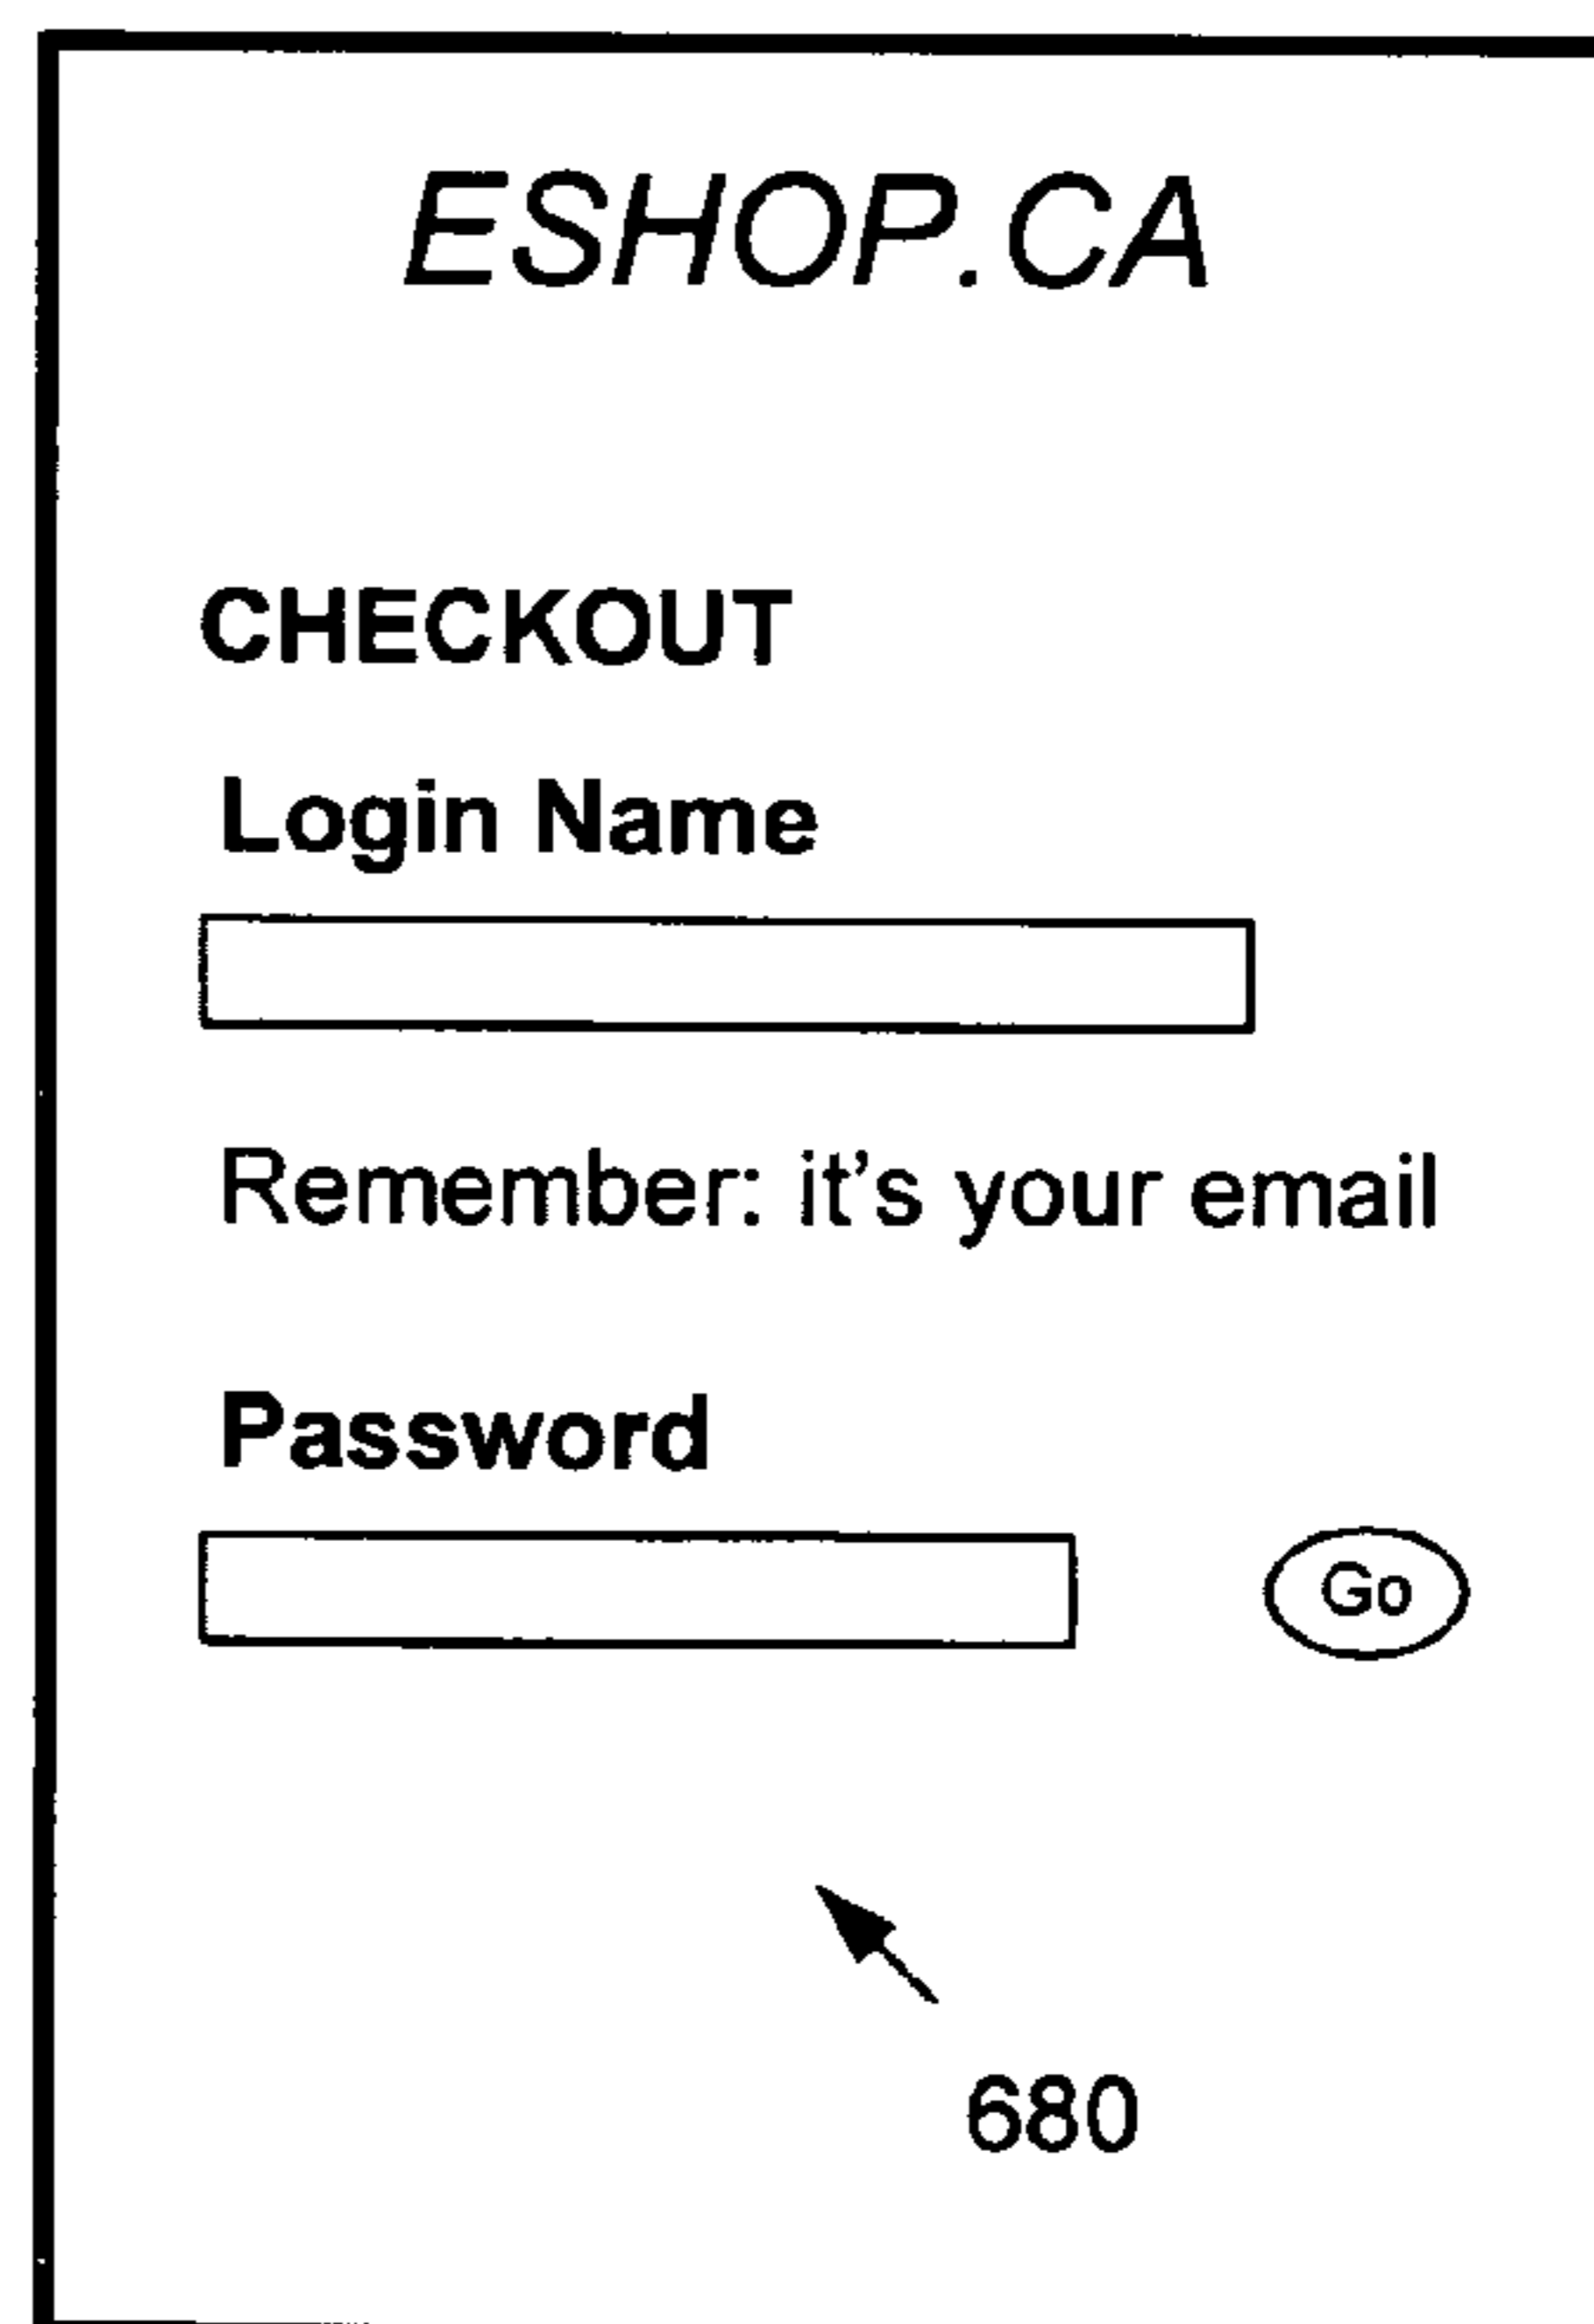 ESHOP.CA
CHECKOUT
Login Name
Remember: it's your email
Password
Go
680